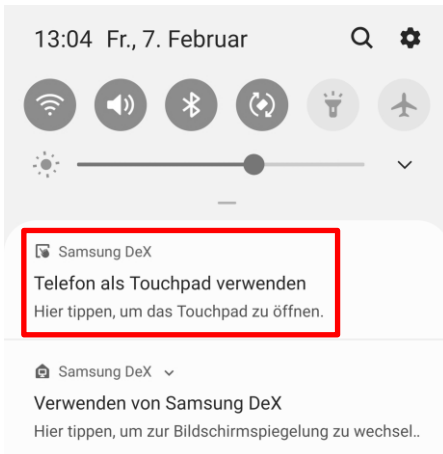 13:04 Fr., 7. Februar
Samsung DeX
Telefon als Touchpad verwenden
Hier tippen, um das Touchpad zu öffnen.
Samsung DeX
Verwenden von Samsung DeX
Hier tippen, um zur Bildschirmspiegelung zu wechsel..